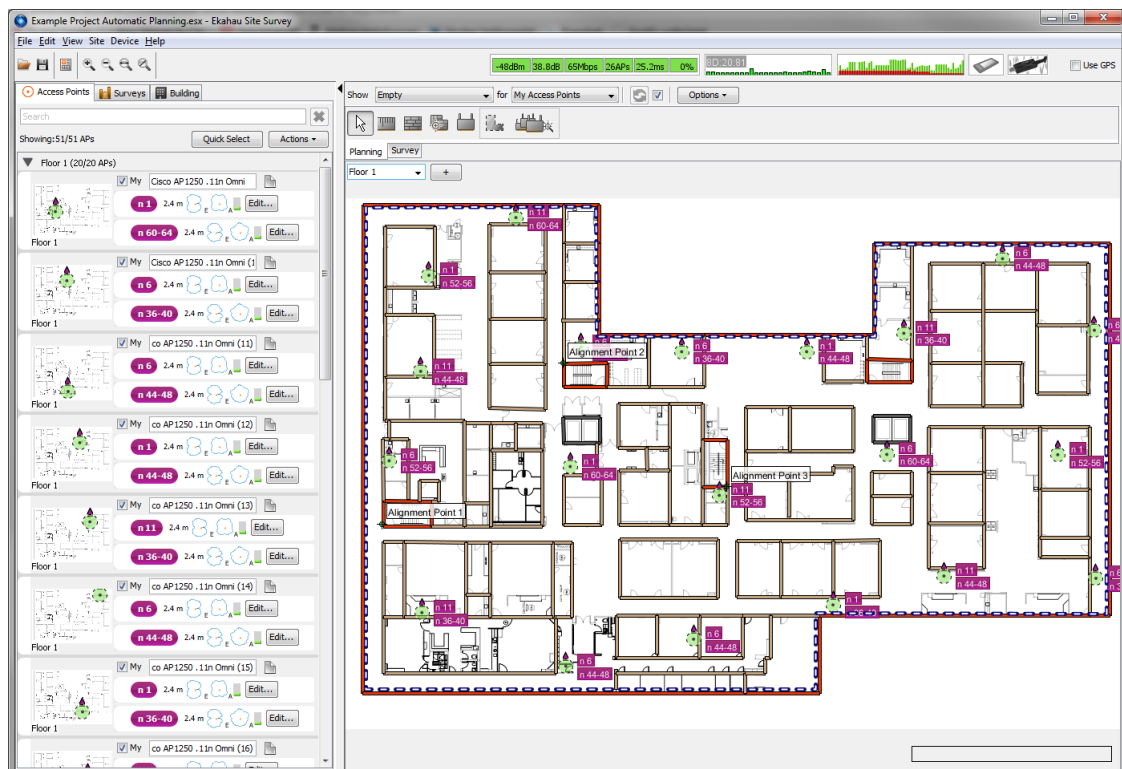 Example Project Automatic Planning.esx - Ekahau Site Survey
File Edit View Site Device Help
-48dBm 38.8dB 65Mbps 26APs 25.2ms 0%
8D:20.81
Use GPS
Access Points Surveys Building
Search
Showing:51/51 APs Quick Select Actions
Floor 1 (20/20 APs)
My Cisco AP1250 .11n Omni
n 1 2.4 m E A Edit...
n 60-64 2.4 m E A Edit...
Floor 1
My Cisco AP1250 .11n Omni (1
n 6 2.4 m E A Edit...
n 36-40 2.4 m E A Edit...
Floor 1
My co AP1250 .11n Omni (11)
n 6 2.4 m E A Edit...
n 44-48 2.4 m E A Edit...
Floor 1
My co AP1250 .11n Omni (12)
n 1 2.4 m E A Edit...
n 44-48 2.4 m E A Edit...
Floor 1
My co AP1250 .11n Omni (13)
n 11 2.4 m E A Edit...
n 36-40 2.4 m E A Edit...
Floor 1
My co AP1250 .11n Omni (14)
n 6 2.4 m E A Edit...
n 44-48 2.4 m E A Edit...
Floor 1
My co AP1250 .11n Omni (15)
n 1 2.4 m E A Edit...
n 36-40 2.4 m E A Edit...
Floor 1
My co AP1250 .11n Omni (16)
Show Empty for My Access Points Options
Planning Survey
Floor 1 +
n 11
n 60-64
n 1
n 52-56
n 6
n 44-48
n 11
n 36-40
n 6
n 6
n 36-40
n 1
n 44-48
Alignment Point 2
n 11
n 44-48
n 6
n 52-56
n 1
n 60-64
n 6
n 60-64
n 1
n 52-56
Alignment Point 3
n 11
n 52-56
Alignment Point 1
n 11
n 44-48
n 11
n 36-40
n 1
n 6
n 44-48
n 6
n 44-48